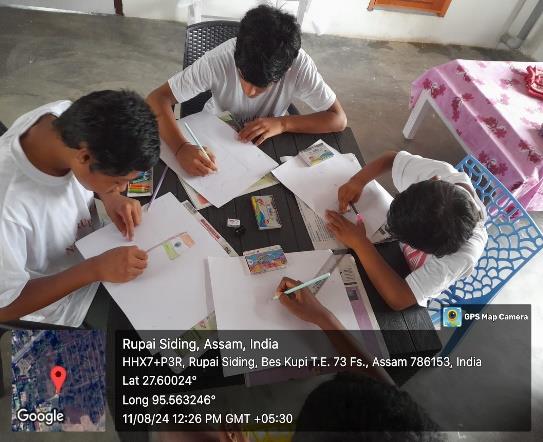 GPS Map Camera
Rupai Siding, Assam, India
HHX7+P3R, Rupai Siding, Bes Kupi T.E. 73 Fs., Assam 786153, India
Lat 27.60024°
Long 95.563246°
11/08/24 12:26 PM GMT +05:30
Google